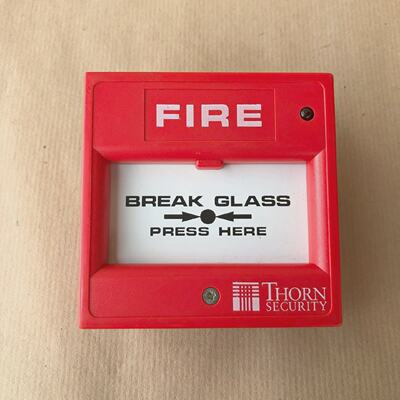 FIRE
BREAK GLASS
PRESS HERE
THORN
SECURITY